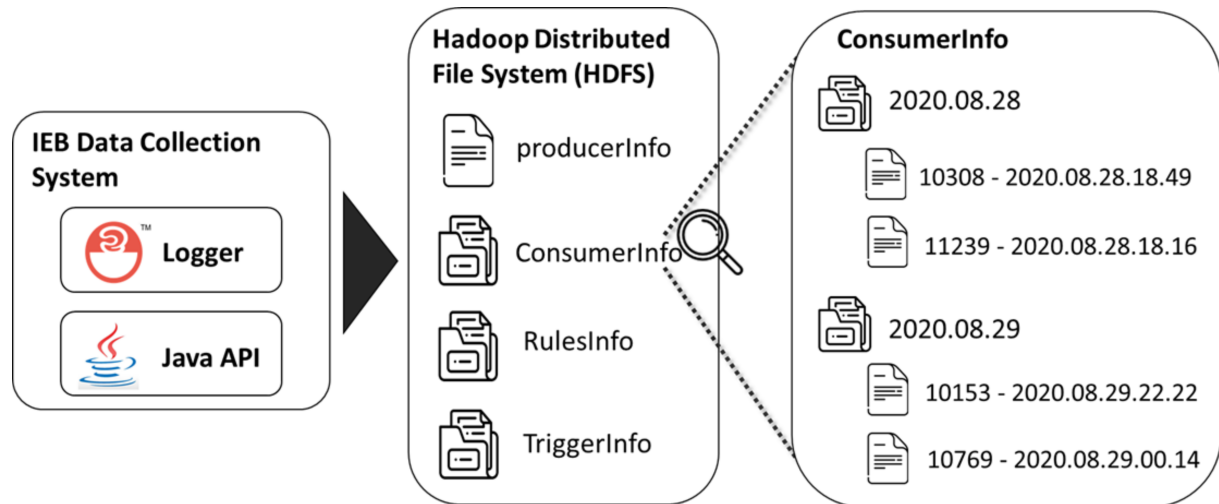 IEB Data Collection
System
TM
Logger
Java API
Hadoop Distributed
File System (HDFS)
producerInfo
ConsumerInfo
RulesInfo
TriggerInfo
ConsumerInfo
2020.08.28
10308 - 2020.08.28.18.49
11239 - 2020.08.28.18.16
2020.08.29
10153 - 2020.08.29.22.22
10769 - 2020.08.29.00.14